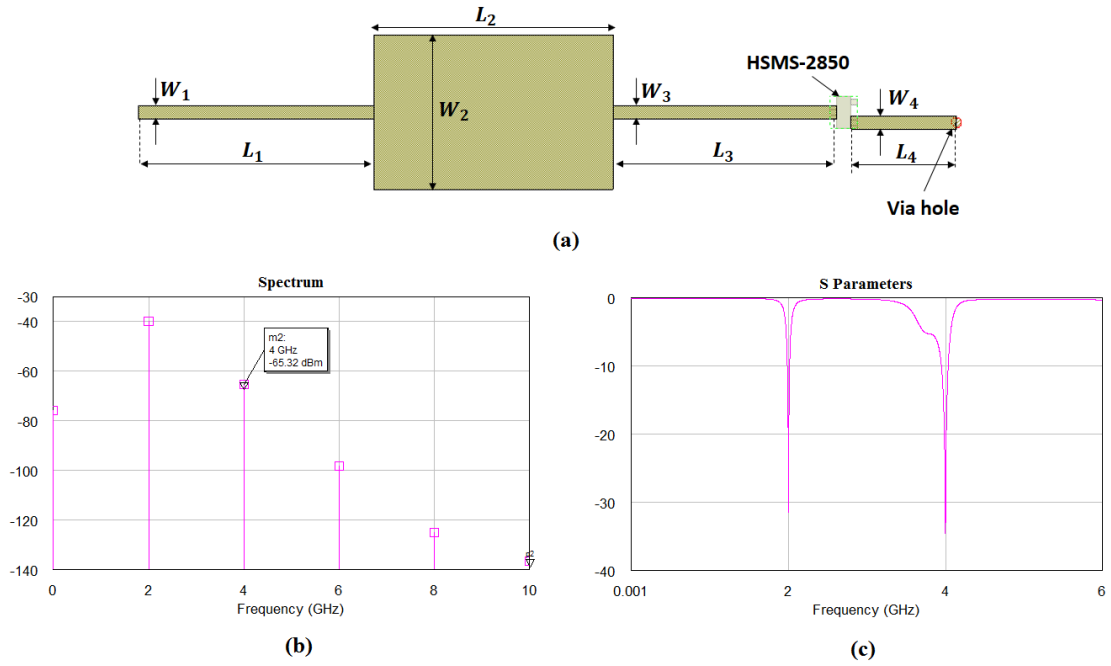 L2
HSMS-2850
W1
W2
W3
W4
L1
L3
L4
Via hole
(a)
Spectrum
-30
-40
-60
-80
-100
-120
-140
m2:
4 GHz
-65.32 dBm
0 2 4 6 8 10
Frequency (GHz)
(b)
S Parameters
0
-10
-20
-30
-40
0.001 2 4 6
Frequency (GHz)
(c)